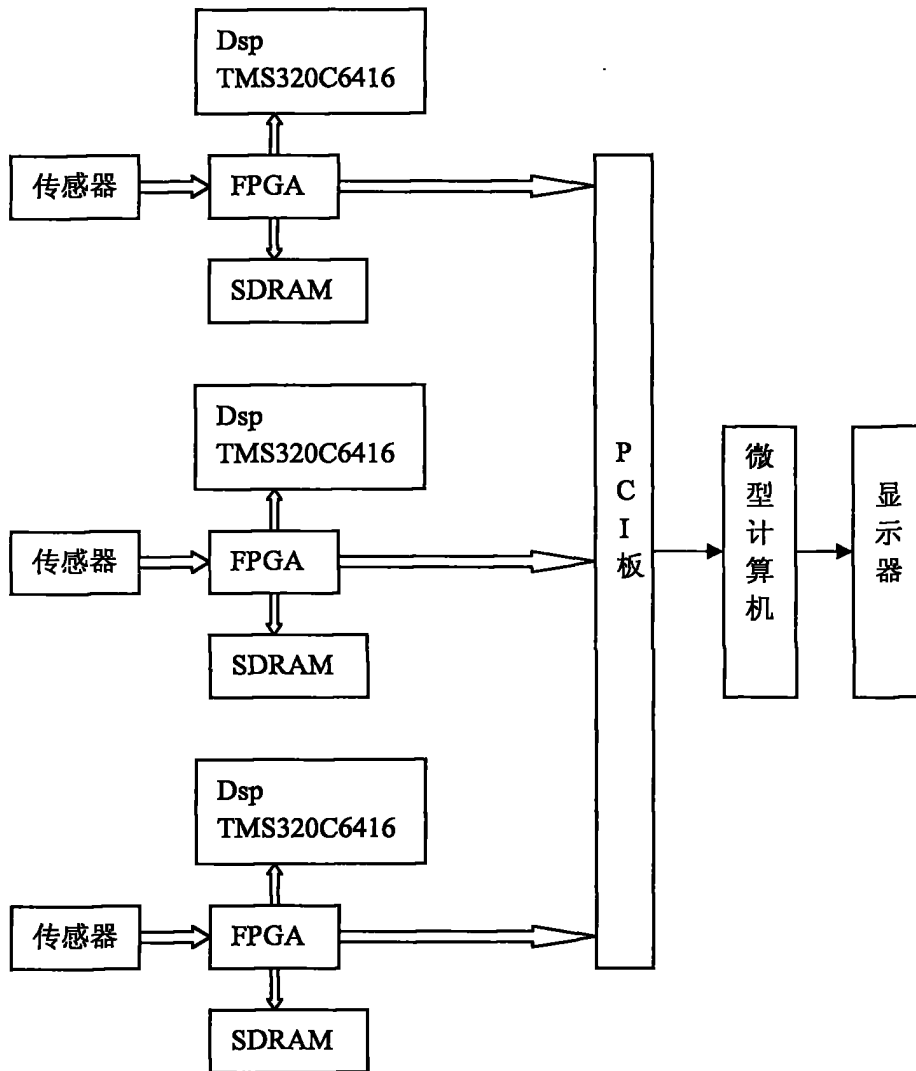 Dsp
TMS320C6416
传感器
FPGA
SDRAM
Dsp
TMS320C6416
传感器
FPGA
SDRAM
Dsp
TMS320C6416
传感器
FPGA
SDRAM
P
C
I
板
微
型
计
算
机
显
示
器